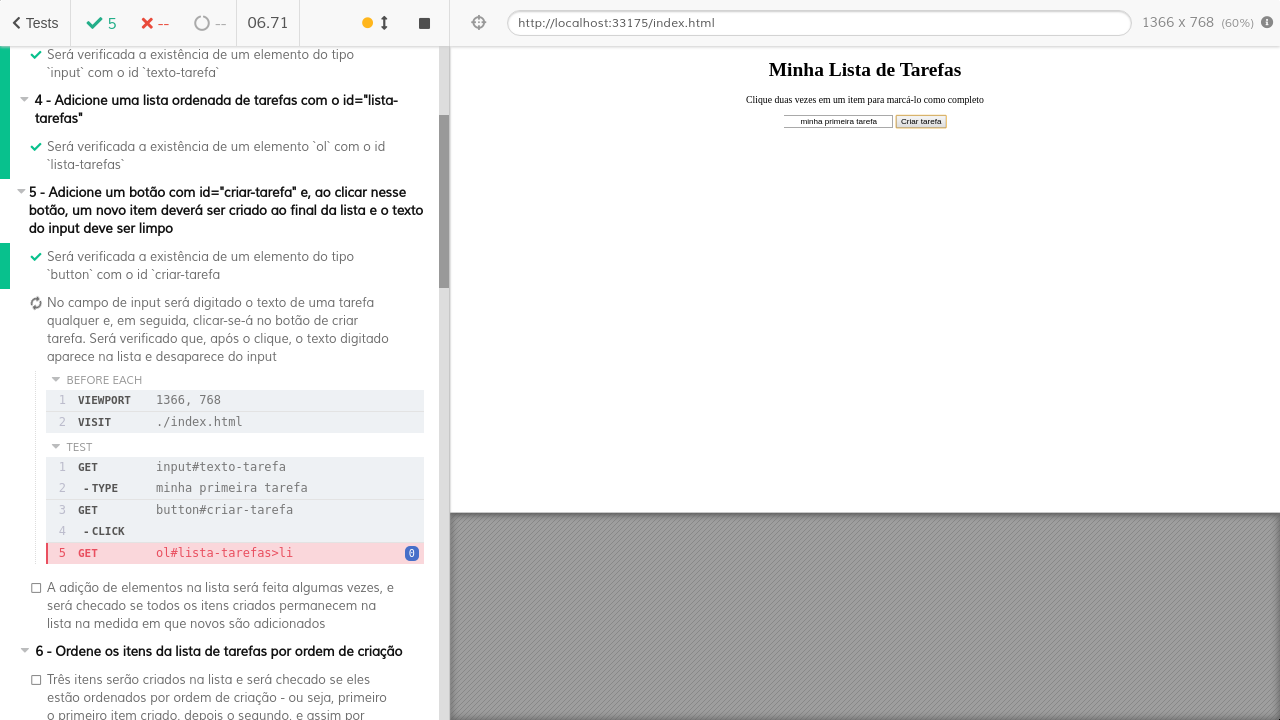 Tests
5
--
--
06.71
http://localhost:33175/index.html
1366 x 768 (60%)
Será verificada a existência de um elemento do tipo
`input` com o id `texto-tarefa`
4 - Adicione uma lista ordenada de tarefas com o id="lista-
tarefas"
Será verificada a existência de um elemento `ol` com o id
`lista-tarefas`
5 - Adicione um botão com id="criar-tarefa" e, ao clicar nesse
botão, um novo item deverá ser criado ao final da lista e o texto
do input deve ser limpo
Será verificada a existência de um elemento do tipo
`button` com o id `criar-tarefa
No campo de input será digitado o texto de uma tarefa
qualquer e, em seguida, clicar-se-á no botão de criar
tarefa. Será verificado que, após o clique, o texto digitado
aparece na lista e desaparece do input
BEFORE EACH
1 VIEWPORT 1366, 768
2 VISIT ./index.html
TEST
1 GET input#texto-tarefa
2 -TYPE minha primeira tarefa
3 GET button#criar-tarefa
4 -CLICK
5 GET ol#lista-tarefas>li 0
A adição de elementos na lista será feita algumas vezes, e
será checado se todos os itens criados permanecem na
lista na medida em que novos são adicionados
6 - Ordene os itens da lista de tarefas por ordem de criação
Três itens serão criados na lista e será checado se eles
estão ordenados por ordem de criação - ou seja, primeiro
o primeiro item criado, depois o segundo, e assim por
Minha Lista de Tarefas
Clique duas vezes em um item para marcá-lo como completo
minha primeira tarefa Criar tarefa